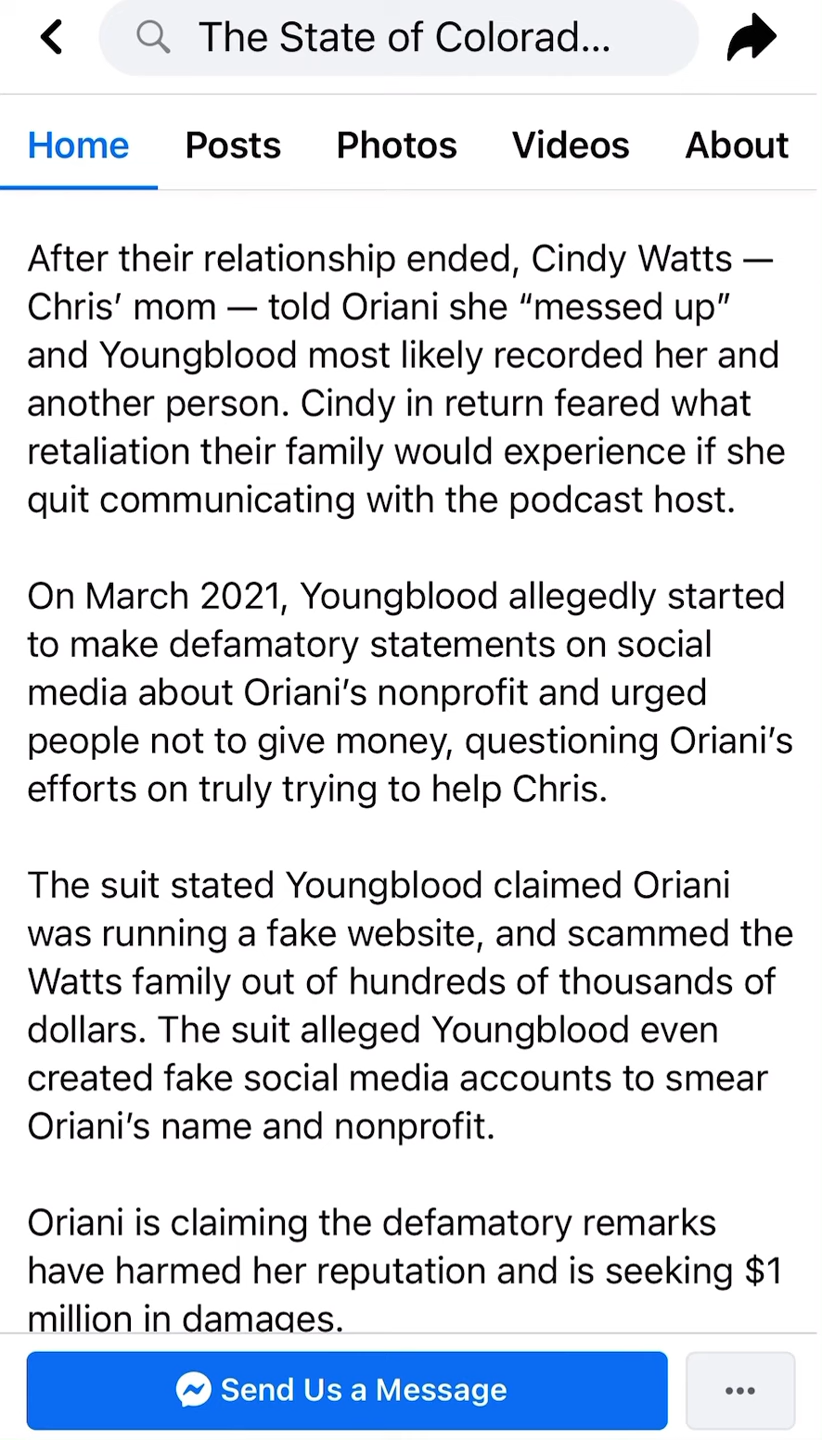 The State of Colorad...
Home Posts Photos Videos About
After their relationship ended, Cindy Watts —
Chris’ mom — told Oriani she “messed up”
and Youngblood most likely recorded her and
another person. Cindy in return feared what
retaliation their family would experience if she
quit communicating with the podcast host.
On March 2021, Youngblood allegedly started
to make defamatory statements on social
media about Oriani’s nonprofit and urged
people not to give money, questioning Oriani’s
efforts on truly trying to help Chris.
The suit stated Youngblood claimed Oriani
was running a fake website, and scammed the
Watts family out of hundreds of thousands of
dollars. The suit alleged Youngblood even
created fake social media accounts to smear
Oriani’s name and nonprofit.
Oriani is claiming the defamatory remarks
have harmed her reputation and is seeking $1
million in damages.
Send Us a Message